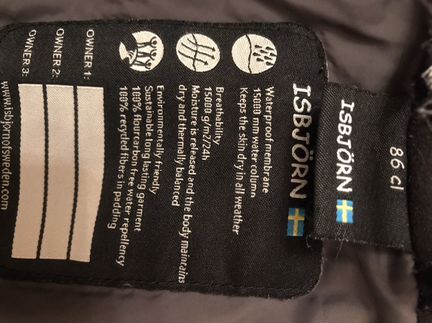 86 cl
ISBJÖRN
ISBJÖRN
Waterproof membrane
15000 mm water column
Keeps the skin dry in all weather
Breathability
15000 g/m2/24h
Moisture is released and the body maintains
dry and thermally balanced
Environmentally friendly
Sustainable long lasting garment
100% flourcarbon free water repellency
100% recycled fibers in padding
OWNER 1:
OWNER 2:
OWNER 3:
www.isbjornofsweden.com